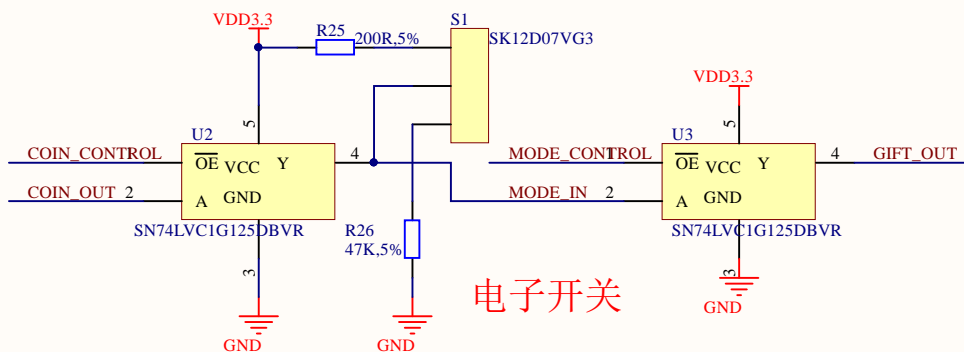 VDD3.3
R25
200R,5%
S1
SK12D07VG3
VDD3.3
5
U2
COIN_CONTROL 1
OE VCC Y
4
COIN_OUT 2
A GND
SN74LVC1G125DBVR
3
GND
R26
47K,5%
GND
电子开关
5
U3
MODE_CONTROL 1
OE VCC Y
4
GIFT_OUT
MODE_IN 2
A GND
SN74LVC1G125DBVR
3
GND